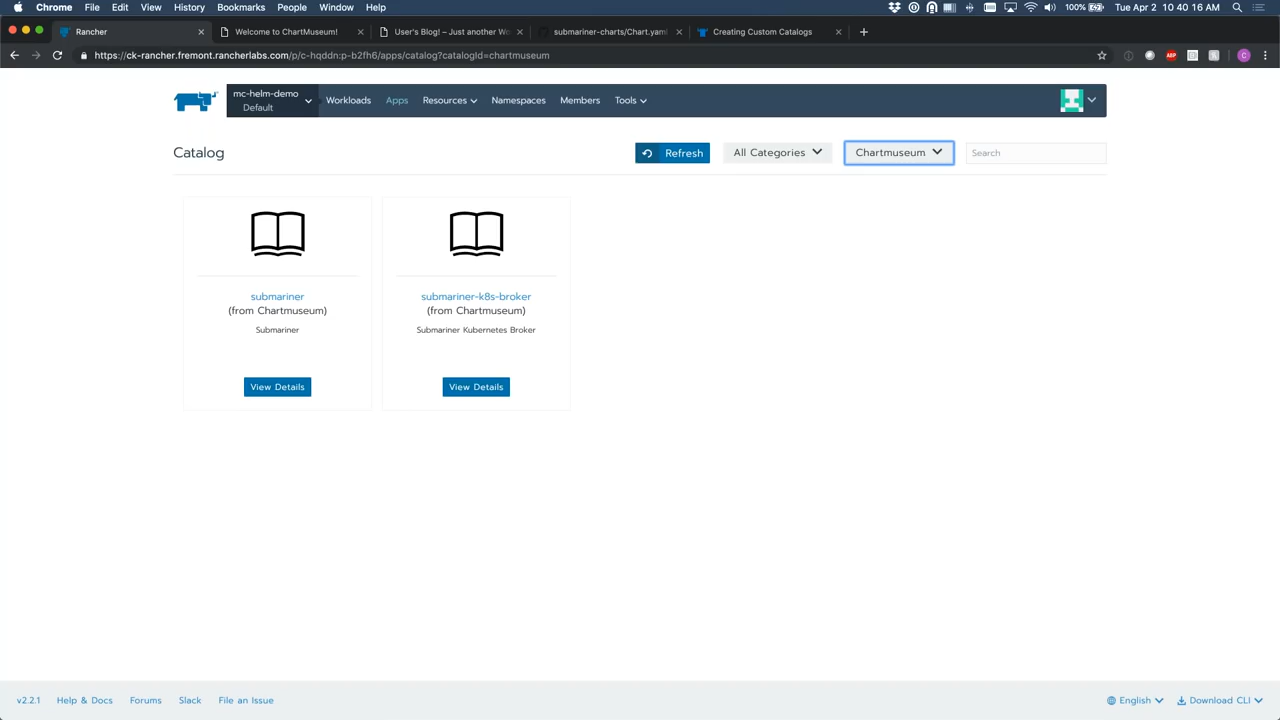 Chrome File Edit View History Bookmarks People Window Help 100% Tue Apr 2 10:40:16 AM
Rancher Welcome to ChartMuseum! User's Blog! – Just another Wo submariner-charts/Chart.yaml Creating Custom Catalogs
https://ck-rancher.fremont.rancherlabs.com/p/c-hqddn:p-b2fh6/apps/catalog?catalogId=chartmuseum ABP C
mc-helm-demo
Default
Workloads Apps Resources Namespaces Members Tools
Catalog Refresh All Categories Chartmuseum Search
submariner
(from Chartmuseum)
Submariner
View Details
submariner-k8s-broker
(from Chartmuseum)
Submariner Kubernetes Broker
View Details
v2.2.1 Help & Docs Forums Slack File an Issue English Download CLI